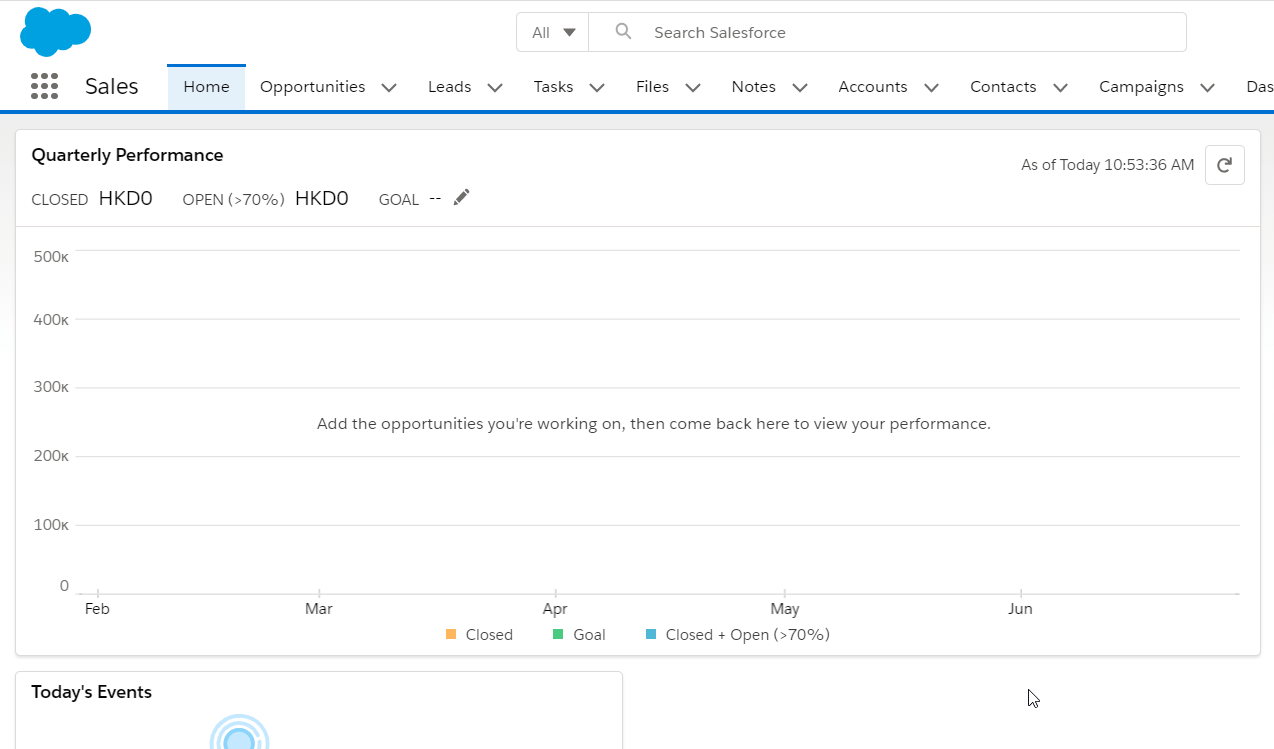 All
Search Salesforce
Sales
Home
Opportunities
Leads
Tasks
Files
Notes
Accounts
Contacts
Campaigns
Das
Quarterly Performance
As of Today 10:53:36 AM
CLOSED HKD0 OPEN (>70%) HKD0 GOAL --
500K
400K
300K
Add the opportunities you're working on, then come back here to view your performance.
200K
100K
0
Feb Mar Apr May Jun
Closed Goal Closed + Open (>70%)
Today's Events